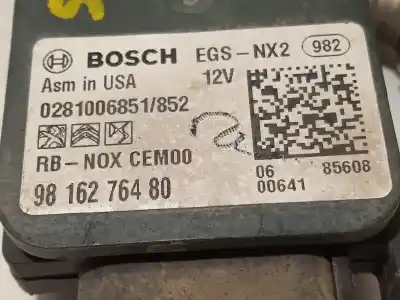 BOSCH EGS-NX2 982
Asm in USA 12V
0281006851/852
RB-NOX CEM00
06 85608
98 162 764 80 00641